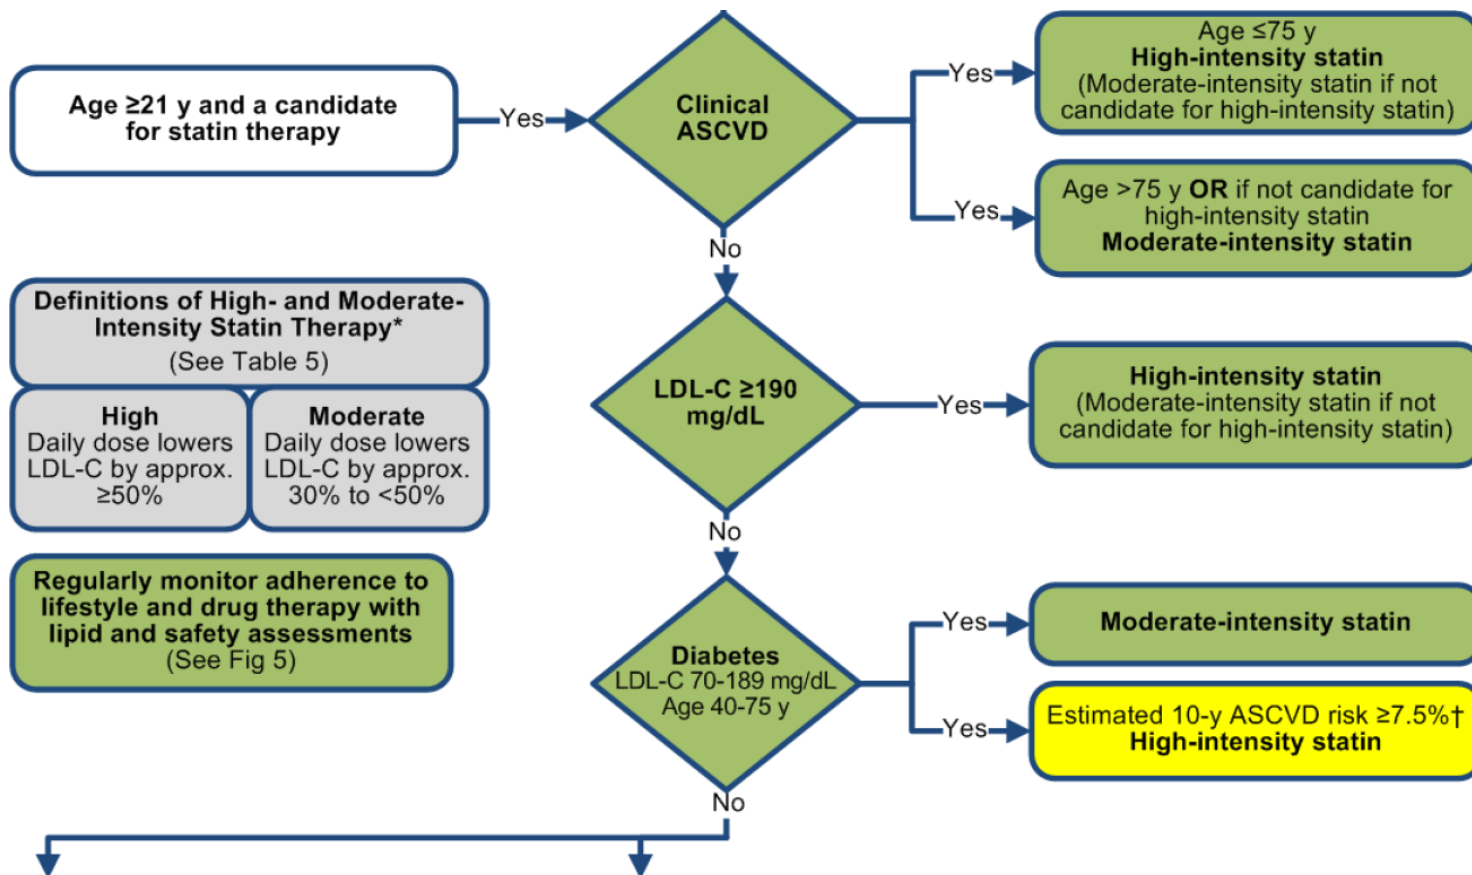 Age ≥21 y and a candidate
for statin therapy
Yes
Clinical
ASCVD
Yes
Age ≤75 y
High-intensity statin
(Moderate-intensity statin if not
candidate for high-intensity statin)
Yes
Age >75 y OR if not candidate for
high-intensity statin
Moderate-intensity statin
No
Definitions of High- and Moderate-
Intensity Statin Therapy*
(See Table 5)
High
Daily dose lowers
LDL-C by approx.
≥50%
Moderate
Daily dose lowers
LDL-C by approx.
30% to <50%
LDL-C ≥190
mg/dL
Yes
High-intensity statin
(Moderate-intensity statin if not
candidate for high-intensity statin)
No
Regularly monitor adherence to
lifestyle and drug therapy with
lipid and safety assessments
(See Fig 5)
Diabetes
LDL-C 70-189 mg/dL
Age 40-75 y
Yes
Moderate-intensity statin
Yes
Estimated 10-y ASCVD risk ≥7.5%†
High-intensity statin
No